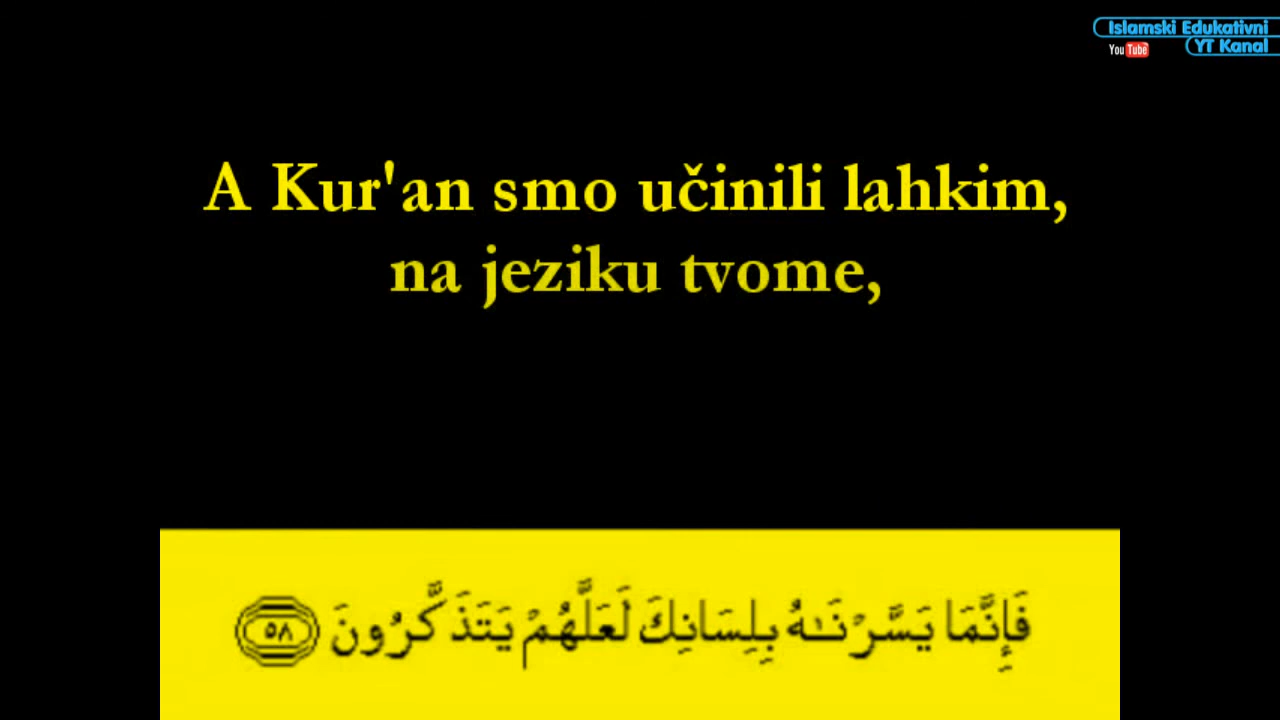 Islamski Edukativni
YouTube YT Kanal
A Kur'an smo učinili lahkim,
na jeziku tvome,
فَإِنَّمَا يَسَّرْنَـٰهُ بِلِسَانِكَ لَعَلَّهُمْ يَتَذَكَّرُونَ ٥٨